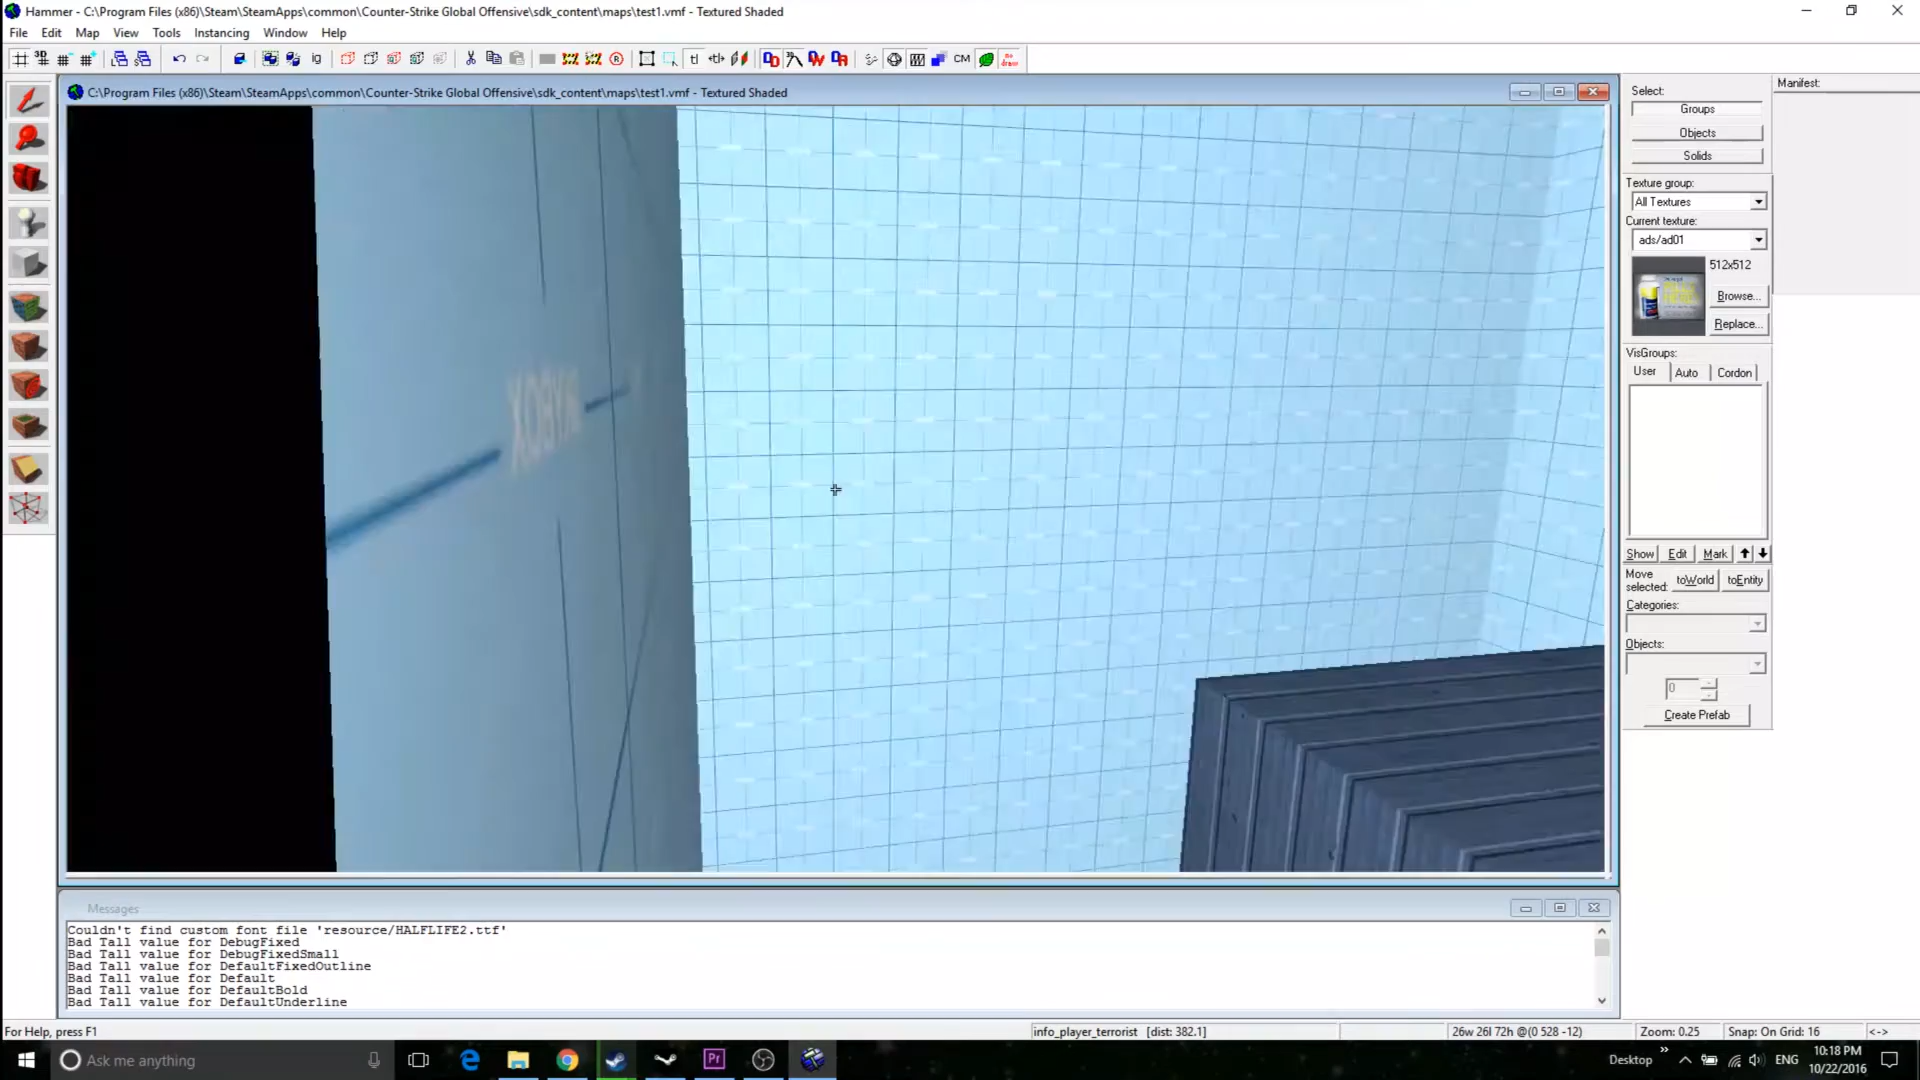 Hammer - C:\Program Files (x86)\Steam\SteamApps\common\Counter-Strike Global Offensive\sdk_content\maps\test1.vmf - Textured Shaded
File Edit Map View Tools Instancing Window Help
3D
ig
tl
CM
C:\Program Files (x86)\Steam\SteamApps\common\Counter-Strike Global Offensive\sdk_content\maps\test1.vmf - Textured Shaded
Select:
Groups
Objects
Solids
Texture group:
All Textures
Current texture:
ads/ad01
512x512
Browse...
Replace...
VisGroups:
User Auto Cordon
Show Edit Mark
Move selected: toWorld toEntity
Categories:
Objects:
0
Create Prefab
Manifest:
Messages
Couldn't find custom font file 'resource/HALFLIFE2.ttf'
Bad Tall value for DebugFixed
Bad Tall value for DebugFixedSmall
Bad Tall value for DefaultFixedOutline
Bad Tall value for Default
Bad Tall value for DefaultBold
Bad Tall value for DefaultUnderline
For Help, press F1
info_player_terrorist [dist: 382.1]
26w 26l 72h @(0 528 -12)
Zoom: 0.25
Snap: On Grid: 16
<->
Ask me anything
Pr
Desktop
ENG
10:18 PM
10/22/2016